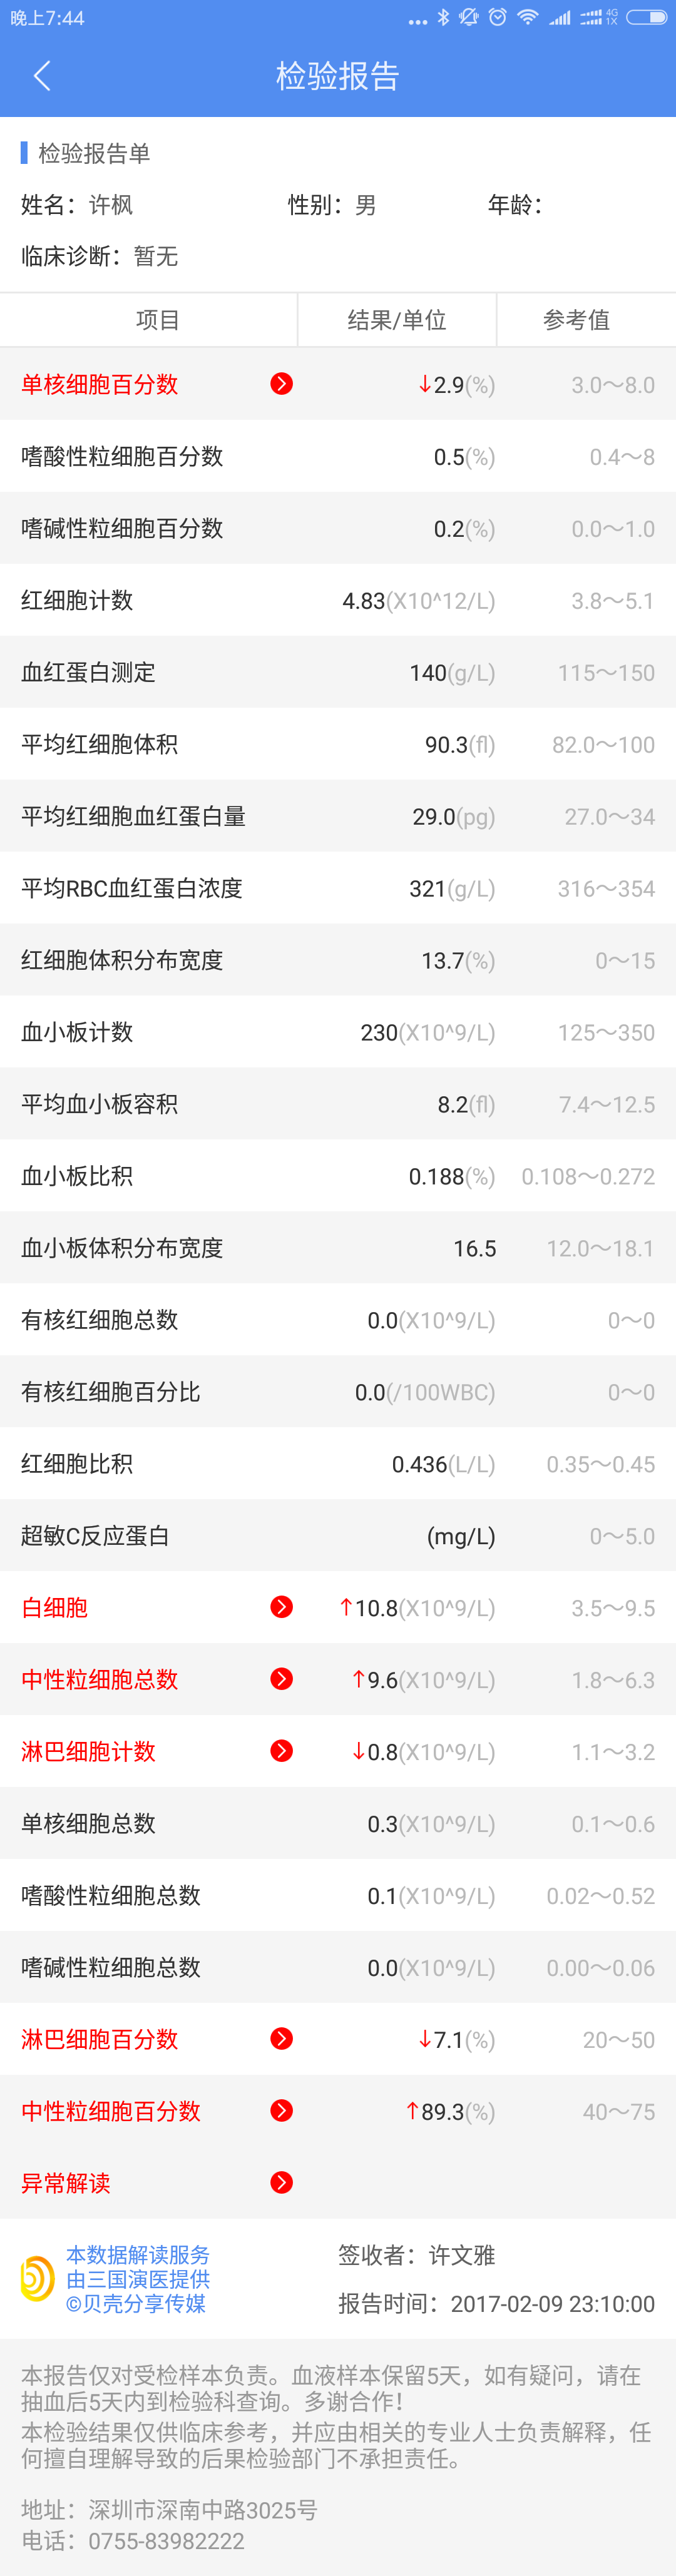 晚上7:44
4G
1X
检验报告
检验报告单
姓名：许枫 性别：男 年龄：
临床诊断：暂无
项目 结果/单位 参考值
单核细胞百分数 ↓2.9(%) 3.0～8.0
嗜酸性粒细胞百分数 0.5(%) 0.4～8
嗜碱性粒细胞百分数 0.2(%) 0.0～1.0
红细胞计数 4.83(X10^12/L) 3.8～5.1
血红蛋白测定 140(g/L) 115～150
平均红细胞体积 90.3(fl) 82.0～100
平均红细胞血红蛋白量 29.0(pg) 27.0～34
平均RBC血红蛋白浓度 321(g/L) 316～354
红细胞体积分布宽度 13.7(%) 0～15
血小板计数 230(X10^9/L) 125～350
平均血小板容积 8.2(fl) 7.4～12.5
血小板比积 0.188(%) 0.108～0.272
血小板体积分布宽度 16.5 12.0～18.1
有核红细胞总数 0.0(X10^9/L) 0～0
有核红细胞百分比 0.0(/100WBC) 0～0
红细胞比积 0.436(L/L) 0.35～0.45
超敏C反应蛋白 (mg/L) 0～5.0
白细胞 ↑10.8(X10^9/L) 3.5～9.5
中性粒细胞总数 ↑9.6(X10^9/L) 1.8～6.3
淋巴细胞计数 ↓0.8(X10^9/L) 1.1～3.2
单核细胞总数 0.3(X10^9/L) 0.1～0.6
嗜酸性粒细胞总数 0.1(X10^9/L) 0.02～0.52
嗜碱性粒细胞总数 0.0(X10^9/L) 0.00～0.06
淋巴细胞百分数 ↓7.1(%) 20～50
中性粒细胞百分数 ↑89.3(%) 40～75
异常解读
本数据解读服务
由三国演医提供
©贝壳分享传媒
签收者：许文雅
报告时间：2017-02-09 23:10:00
本报告仅对受检样本负责。血液样本保留5天，如有疑问，请在
抽血后5天内到检验科查询。多谢合作！
本检验结果仅供临床参考，并应由相关的专业人士负责解释，任
何擅自理解导致的后果检验部门不承担责任。
地址：深圳市深南中路3025号
电话：0755-83982222